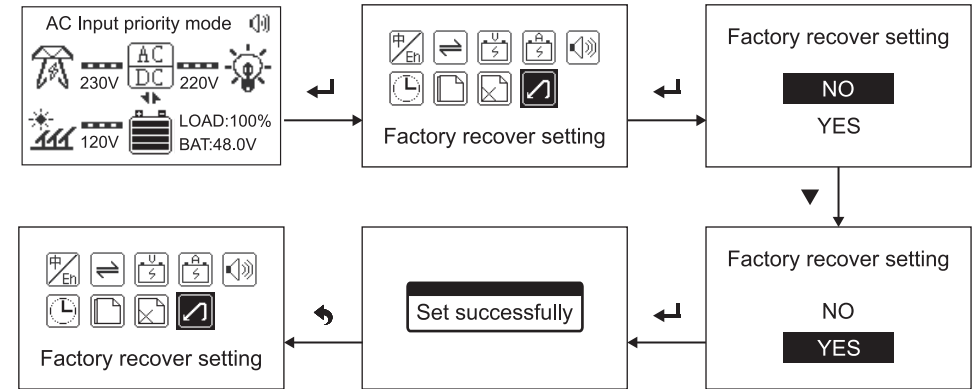 AC Input priority mode
AC
DC
230V
220V
120V
LOAD:100%
BAT:48.0V
中/Eh
U
A
Factory recover setting
Factory recover setting
NO
YES
Factory recover setting
NO
YES
Set successfully
中/Eh
U
A
Factory recover setting